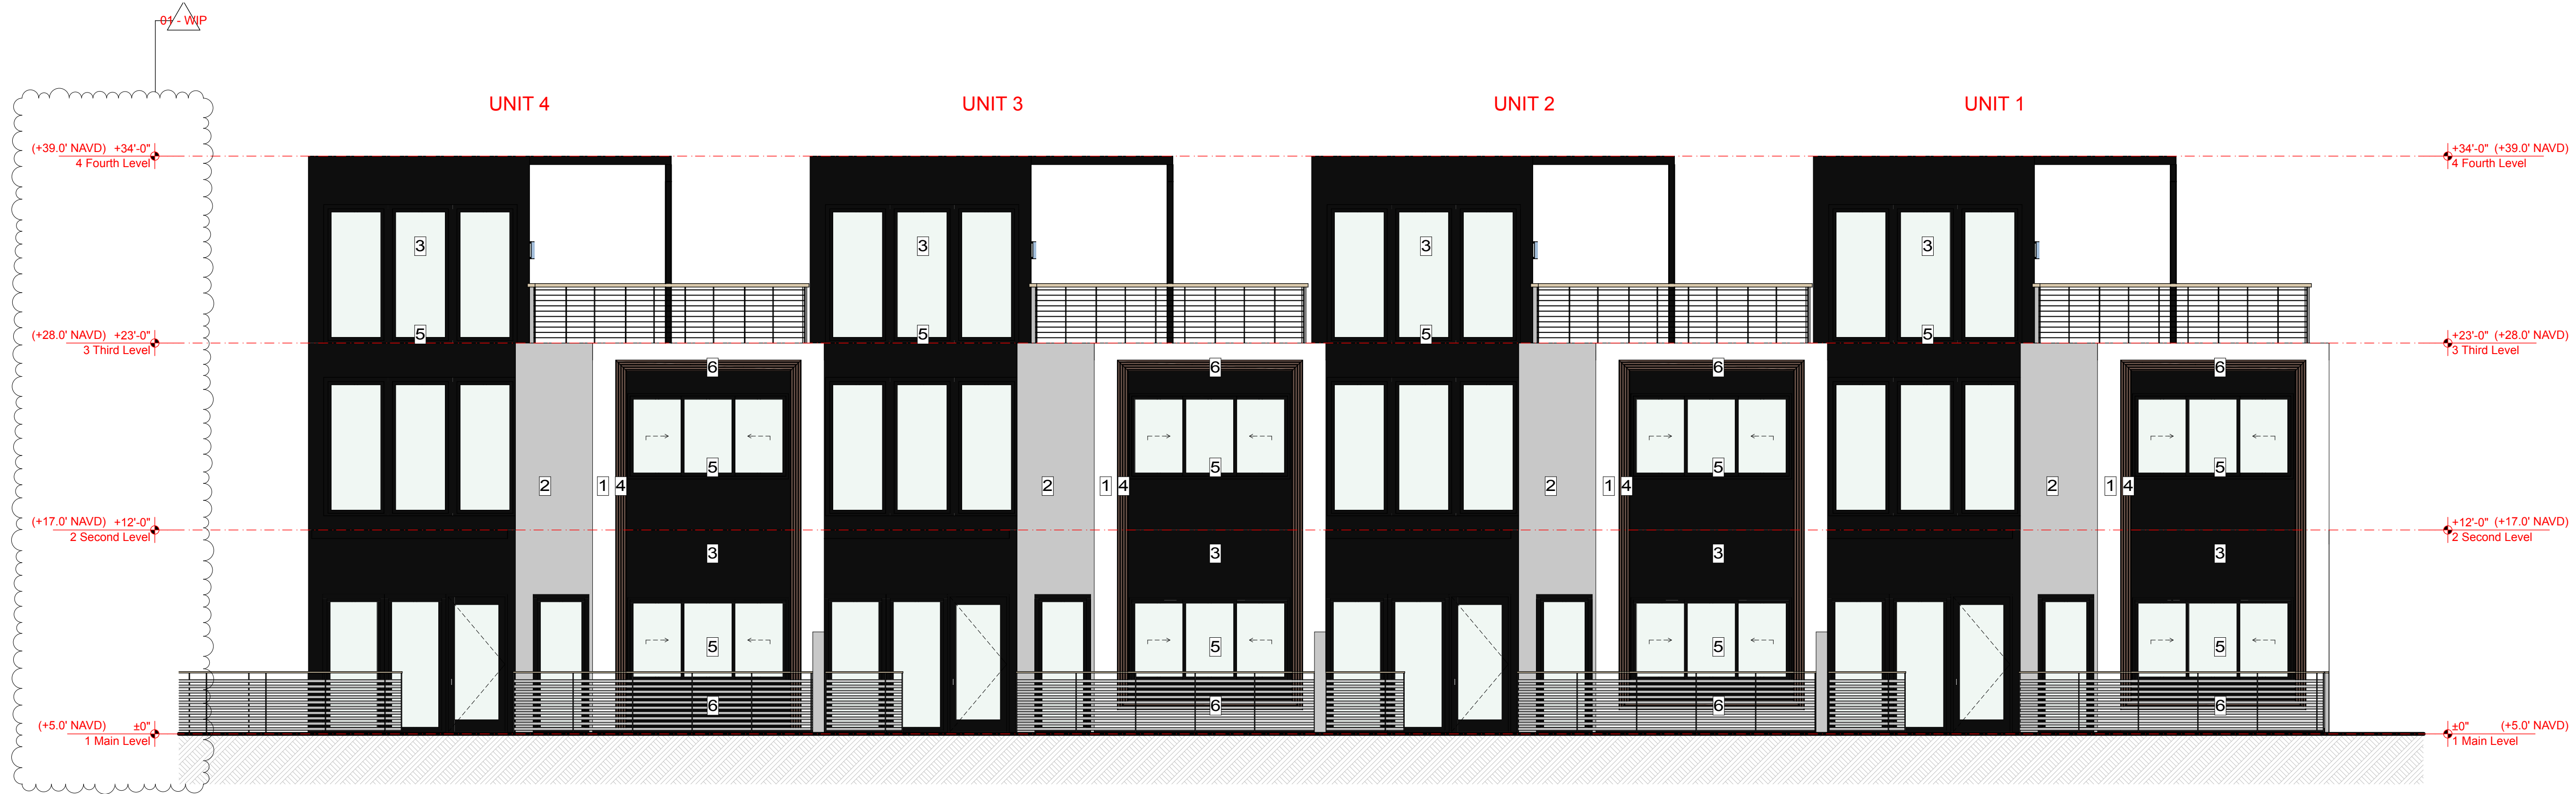 01 - WIP
UNIT 4 UNIT 3 UNIT 2 UNIT 1
(+39.0' NAVD) +34'-0" +34'-0" (+39.0' NAVD)
4 Fourth Level 4 Fourth Level
3 3 3 3
(+28.0' NAVD) +23'-0" 5 5 5 5 +23'-0" (+28.0' NAVD)
3 Third Level 3 Third Level
6 6 6 6
5 5 5 5
2 1 4 2 1 4 2 1 4 2 1 4
(+17.0' NAVD) +12'-0" +12'-0" (+17.0' NAVD)
2 Second Level 2 Second Level
3 3 3 3
5 5 5 5
6 6 6 6
(+5.0' NAVD) ±0" ±0" (+5.0' NAVD)
1 Main Level 1 Main Level